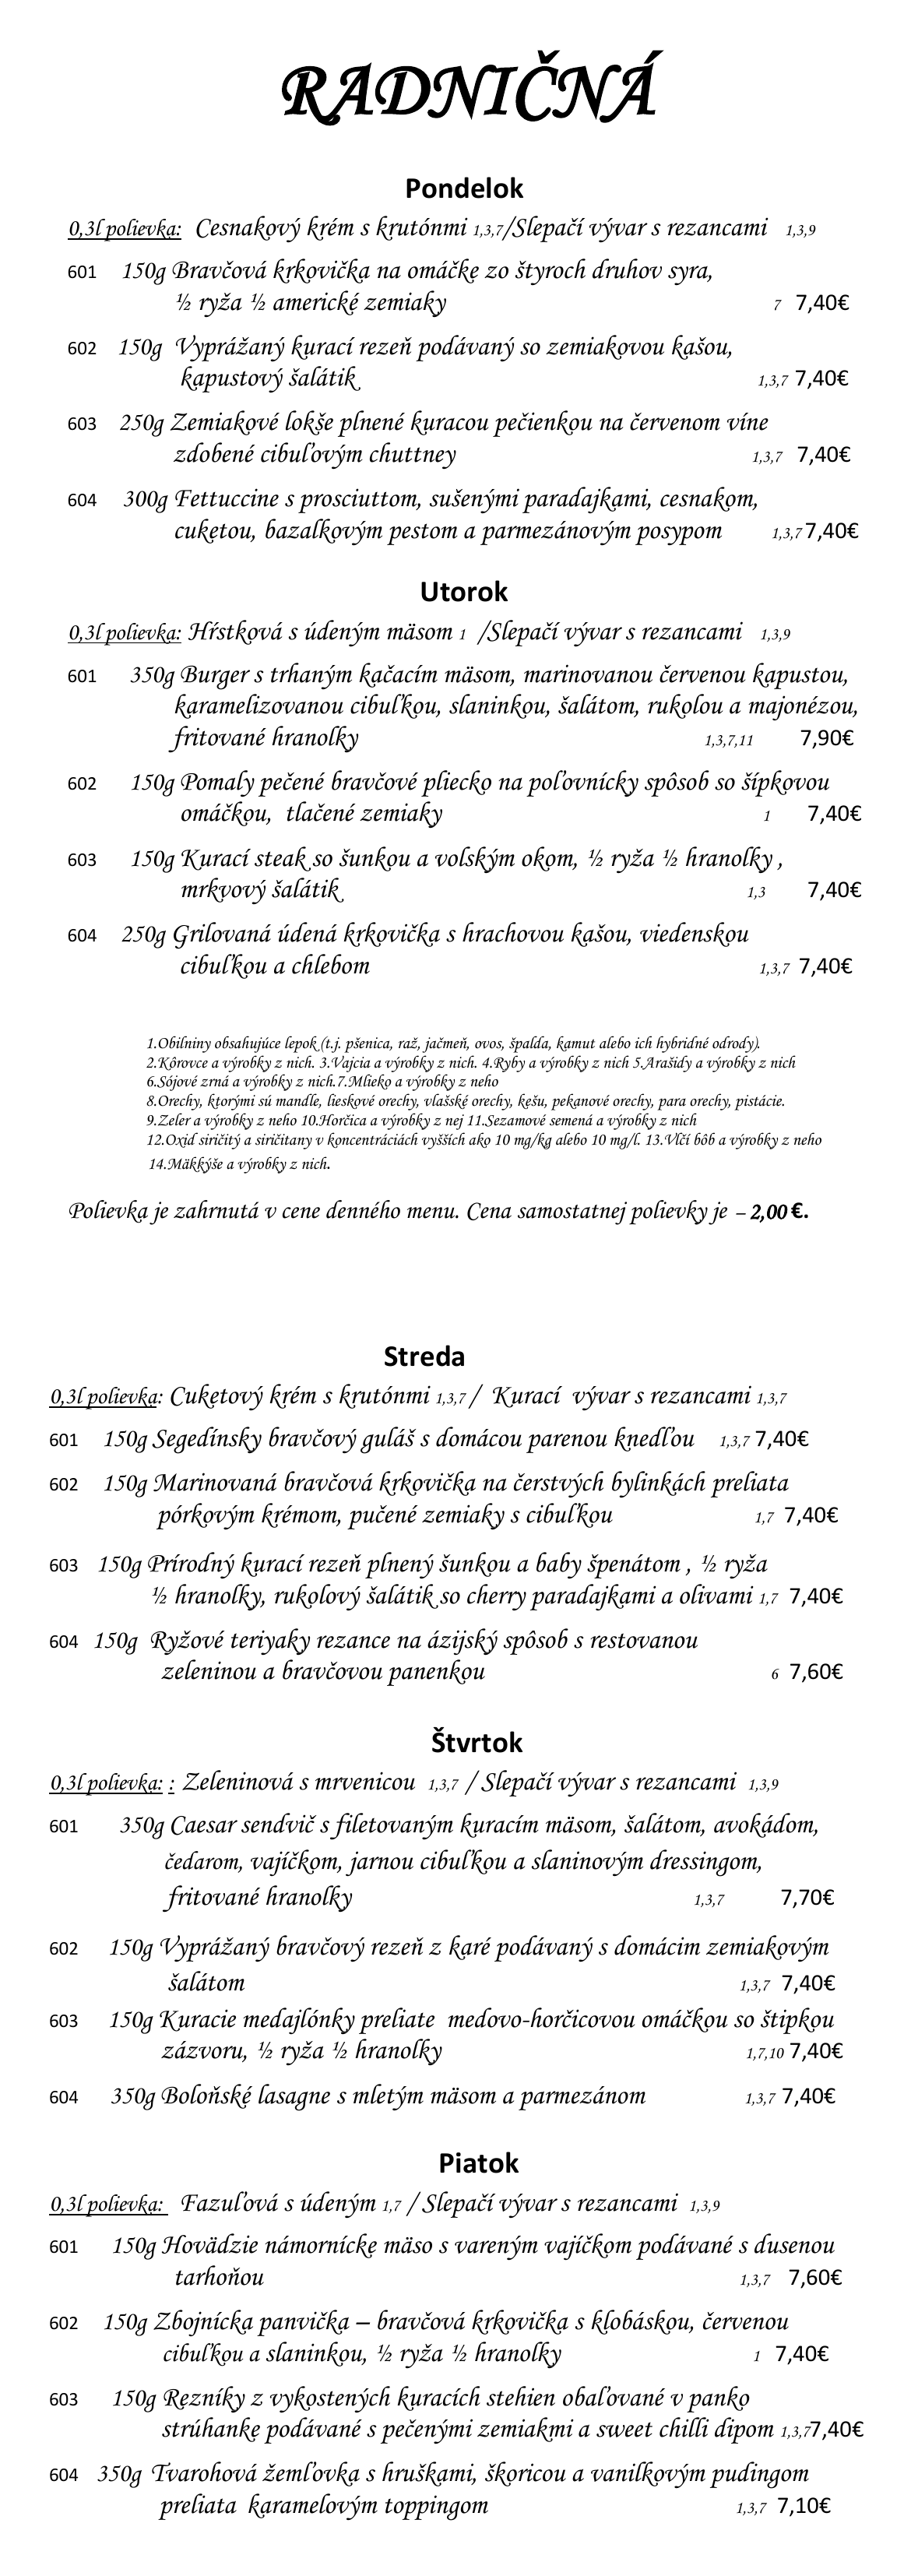 RADNIČNÁ
Pondelok
0,3l polievka: Cesnakový krém s krutónmi 1,3,7/Slepačí vývar s rezancami 1,3,9
601 150g Bravčová krkovička na omáčke zo štyroch druhov syra,
½ ryža ½ americké zemiaky 7 7,40€
602 150g Vyprážaný kurací rezeň podávaný so zemiakovou kašou,
kapustový šalátik 1,3,7 7,40€
603 250g Zemiakové lokše plnené kuracou pečienkou na červenom víne
zdobené cibuľovým chuttney 1,3,7 7,40€
604 300g Fettuccine s prosciuttom, sušenými paradajkami, cesnakom,
cuketou, bazalkovým pestom a parmezánovým posypom 1,3,7 7,40€
Utorok
0,3l polievka: Hŕstková s údeným mäsom 1 /Slepačí vývar s rezancami 1,3,9
601 350g Burger s trhaným kačacím mäsom, marinovanou červenou kapustou,
karamelizovanou cibuľkou, slaninkou, šalátom, rukolou a majonézou,
fritované hranolky 1,3,7,11 7,90€
602 150g Pomaly pečené bravčové pliecko na poľovnícky spôsob so šípkovou
omáčkou, tlačené zemiaky 1 7,40€
603 150g Kurací steak so šunkou a volským okom, ½ ryža ½ hranolky ,
mrkvový šalátik 1,3 7,40€
604 250g Grilovaná údená krkovička s hrachovou kašou, viedenskou
cibuľkou a chlebom 1,3,7 7,40€
1.Obilniny obsahujúce lepok (t.j. pšenica, raž, jačmeň, ovos, špalda, kamut alebo ich hybridné odrody).
2.Kôrovce a výrobky z nich. 3.Vajcia a výrobky z nich. 4.Ryby a výrobky z nich 5.Arašidy a výrobky z nich
6.Sójové zrná a výrobky z nich.7.Mlieko a výrobky z neho
8.Orechy, ktorými sú mandle, lieskové orechy, vlašské orechy, kešu, pekanové orechy, para orechy, pistácie.
9.Zeler a výrobky z neho 10.Horčica a výrobky z nej 11.Sezamové semená a výrobky z nich
12.Oxid siričitý a siričitany v koncentráciách vyšších ako 10 mg/kg alebo 10 mg/l. 13.Vlčí bôb a výrobky z neho
14.Mäkkýše a výrobky z nich.
Polievka je zahrnutá v cene denného menu. Cena samostatnej polievky je – 2,00 €.
Streda
0,3l polievka: Cuketový krém s krutónmi 1,3,7 / Kurací vývar s rezancami 1,3,7
601 150g Segedínsky bravčový guláš s domácou parenou knedľou 1,3,7 7,40€
602 150g Marinovaná bravčová krkovička na čerstvých bylinkách preliata
pórkovým krémom, pučené zemiaky s cibuľkou 1,7 7,40€
603 150g Prírodný kurací rezeň plnený šunkou a baby špenátom , ½ ryža
½ hranolky, rukolový šalátik so cherry paradajkami a olivami 1,7 7,40€
604 150g Ryžové teriyaky rezance na ázijský spôsob s restovanou
zeleninou a bravčovou panenkou 6 7,60€
Štvrtok
0,3l polievka: : Zeleninová s mrvenicou 1,3,7 / Slepačí vývar s rezancami 1,3,9
601 350g Caesar sendvič s filetovaným kuracím mäsom, šalátom, avokádom,
čedarom, vajíčkom, jarnou cibuľkou a slaninovým dressingom,
fritované hranolky 1,3,7 7,70€
602 150g Vyprážaný bravčový rezeň z karé podávaný s domácim zemiakovým
šalátom 1,3,7 7,40€
603 150g Kuracie medajlónky preliate medovo-horčicovou omáčkou so štipkou
zázvoru, ½ ryža ½ hranolky 1,7,10 7,40€
604 350g Bolonňské lasagne s mletým mäsom a parmezánom 1,3,7 7,40€
Piatok
0,3l polievka: Fazuľová s údeným 1,7 / Slepačí vývar s rezancami 1,3,9
601 150g Hovädzie námornícke mäso s vareným vajíčkom podávané s dusenou
tarhoňou 1,3,7 7,60€
602 150g Zbojnícka panvička – bravčová krkovička s klobáskou, červenou
cibuľkou a slaninkou, ½ ryža ½ hranolky 1 7,40€
603 150g Rezníky z vykostených kuracích stehien obaľované v panko
strúhanke podávané s pečenými zemiakmi a sweet chilli dipom 1,3,7 7,40€
604 350g Tvarohová žemľovka s hruškami, škoricou a vanilkovým pudingom
preliata karamelovým toppingom 1,3,7 7,10€